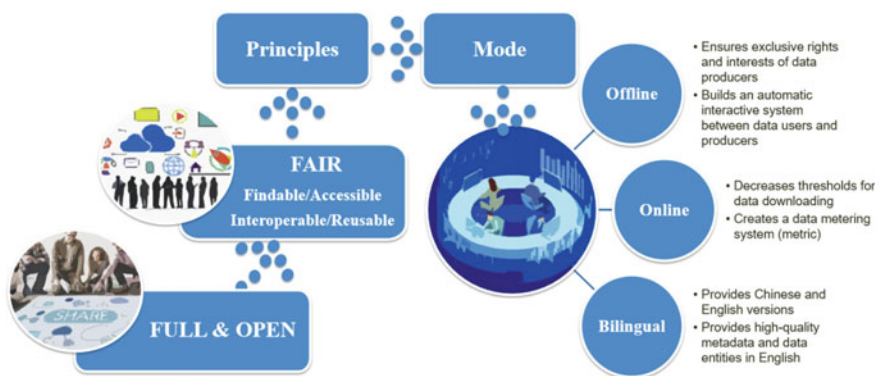 Principles
Mode
FAIR
Findable/Accessible
Interoperable/Reusable
SHARE
FULL & OPEN
Offline
• Ensures exclusive rights
and interests of data
producers
• Builds an automatic
interactive system
between data users and
producers
Online
• Decreases thresholds for
data downloading
• Creates a data metering
system (metric)
Bilingual
• Provides Chinese and
English versions
• Provides high-quality
metadata and data
entities in English